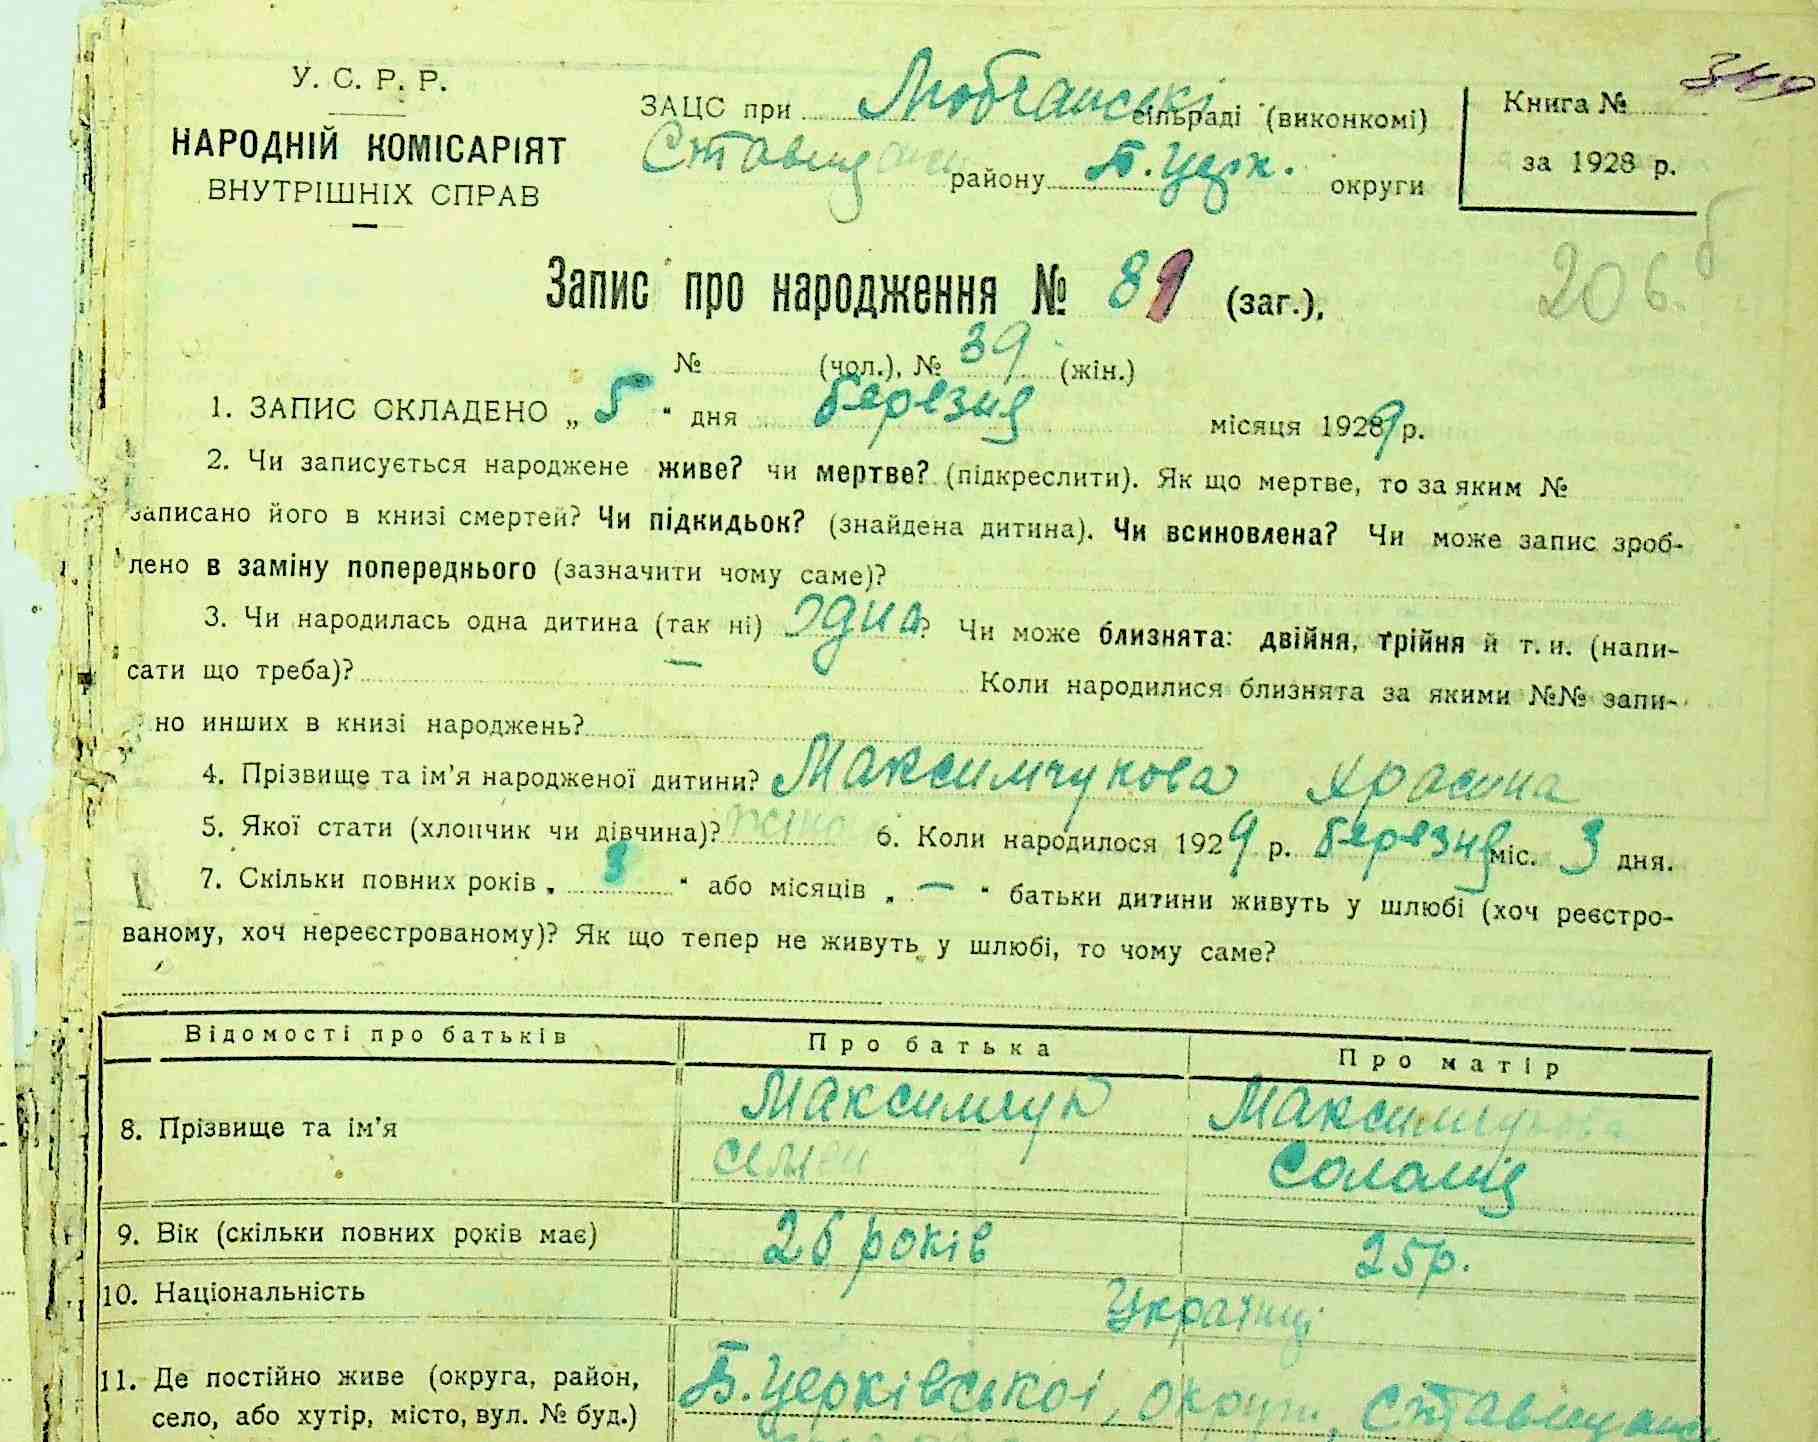 У. С. Р. Р.
НАРОДНІЙ КОМІСАРІЯТ
ВНУТРІШНІХ СПРАВ
ЗАЦС при Любчанські сільраді (виконкомі)
Ставищанськ району Б. Церк. округи
Книга №
за 1928 р.
206.
Запис про народження № 89 (заг.),
№ (чол.), № 39 (жін.)
1. ЗАПИС СКЛАДЕНО „ 5 “ дня березня місяця 1929 р.
2. Чи записується народжене живе? чи мертве? (підкреслити). Як що мертве, то за яким №
записано його в книзі смертей? Чи підкидьок? (знайдена дитина). Чи всиновлена? Чи може запис зроб-
лено в заміну попереднього (зазначити чому саме)?
3. Чи народилась одна дитина (так ні) одна? Чи може близнята: двійня, трійня й т. и. (напи-
сати що треба)? — Коли народилися близнята за якими №№ запи-
но инших в книзі народжень?
4. Прізвище та ім'я народженої дитини? Максимчукова
5. Якої стати (хлопчик чи дівчина)? жіно 6. Коли народилося 1929 р. березня міс. 3 дня.
7. Скільки повних років „ 8 “ або місяців „ — “ батьки дитини живуть у шлюбі (хоч реєстро-
ваному, хоч нереєстрованому)? Як що тепер не живуть у шлюбі, то чому саме?
Відомості про батьків Про батька Про матір
8. Прізвище та ім'я
Максимчук Максимчукова
Семен Соломія
9. Вік (скільки повних років має) 26 років 25 р.
10. Національність Українці
11. Де постійно живе (округа, район,
село, або хутір, місто, вул. № буд.)
Б. Церківської, округи, Ставищанськ